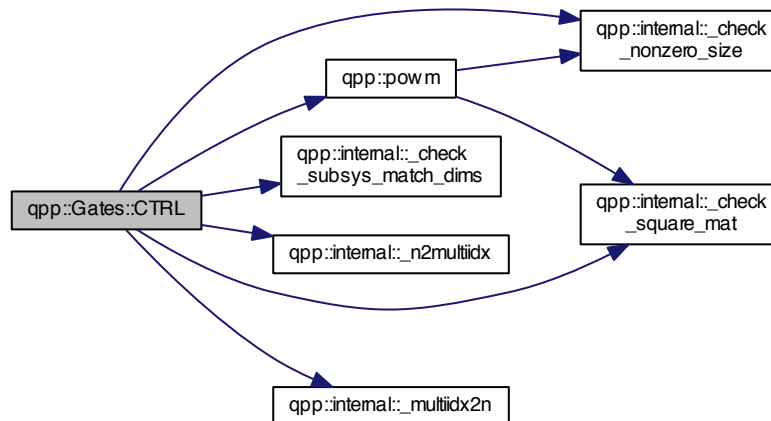 qpp::internal::_check
_nonzero_size
qpp::powm
qpp::internal::_check
_subsys_match_dims
qpp::Gates::CTRL
qpp::internal::_check
_square_mat
qpp::internal::_n2multiidx
qpp::internal::_multiidx2n